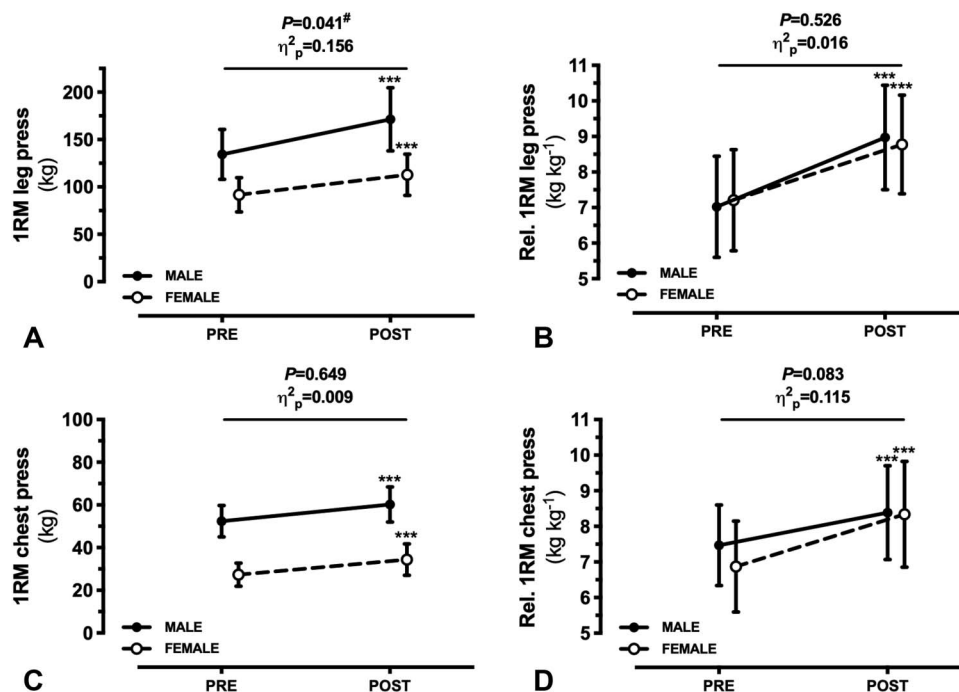 P=0.041#
η²p=0.156
1RM leg press
(kg)
200
150
100
50
0
***
***
MALE
FEMALE
PRE
POST
A
P=0.526
η²p=0.016
Rel. 1RM leg press
(kg kg⁻¹)
11
10
9
8
7
6
5
***
***
MALE
FEMALE
PRE
POST
B
P=0.649
η²p=0.009
1RM chest press
(kg)
100
80
60
40
20
0
***
***
MALE
FEMALE
PRE
POST
C
P=0.083
η²p=0.115
Rel. 1RM chest press
(kg kg⁻¹)
11
10
9
8
7
6
5
***
***
MALE
FEMALE
PRE
POST
D